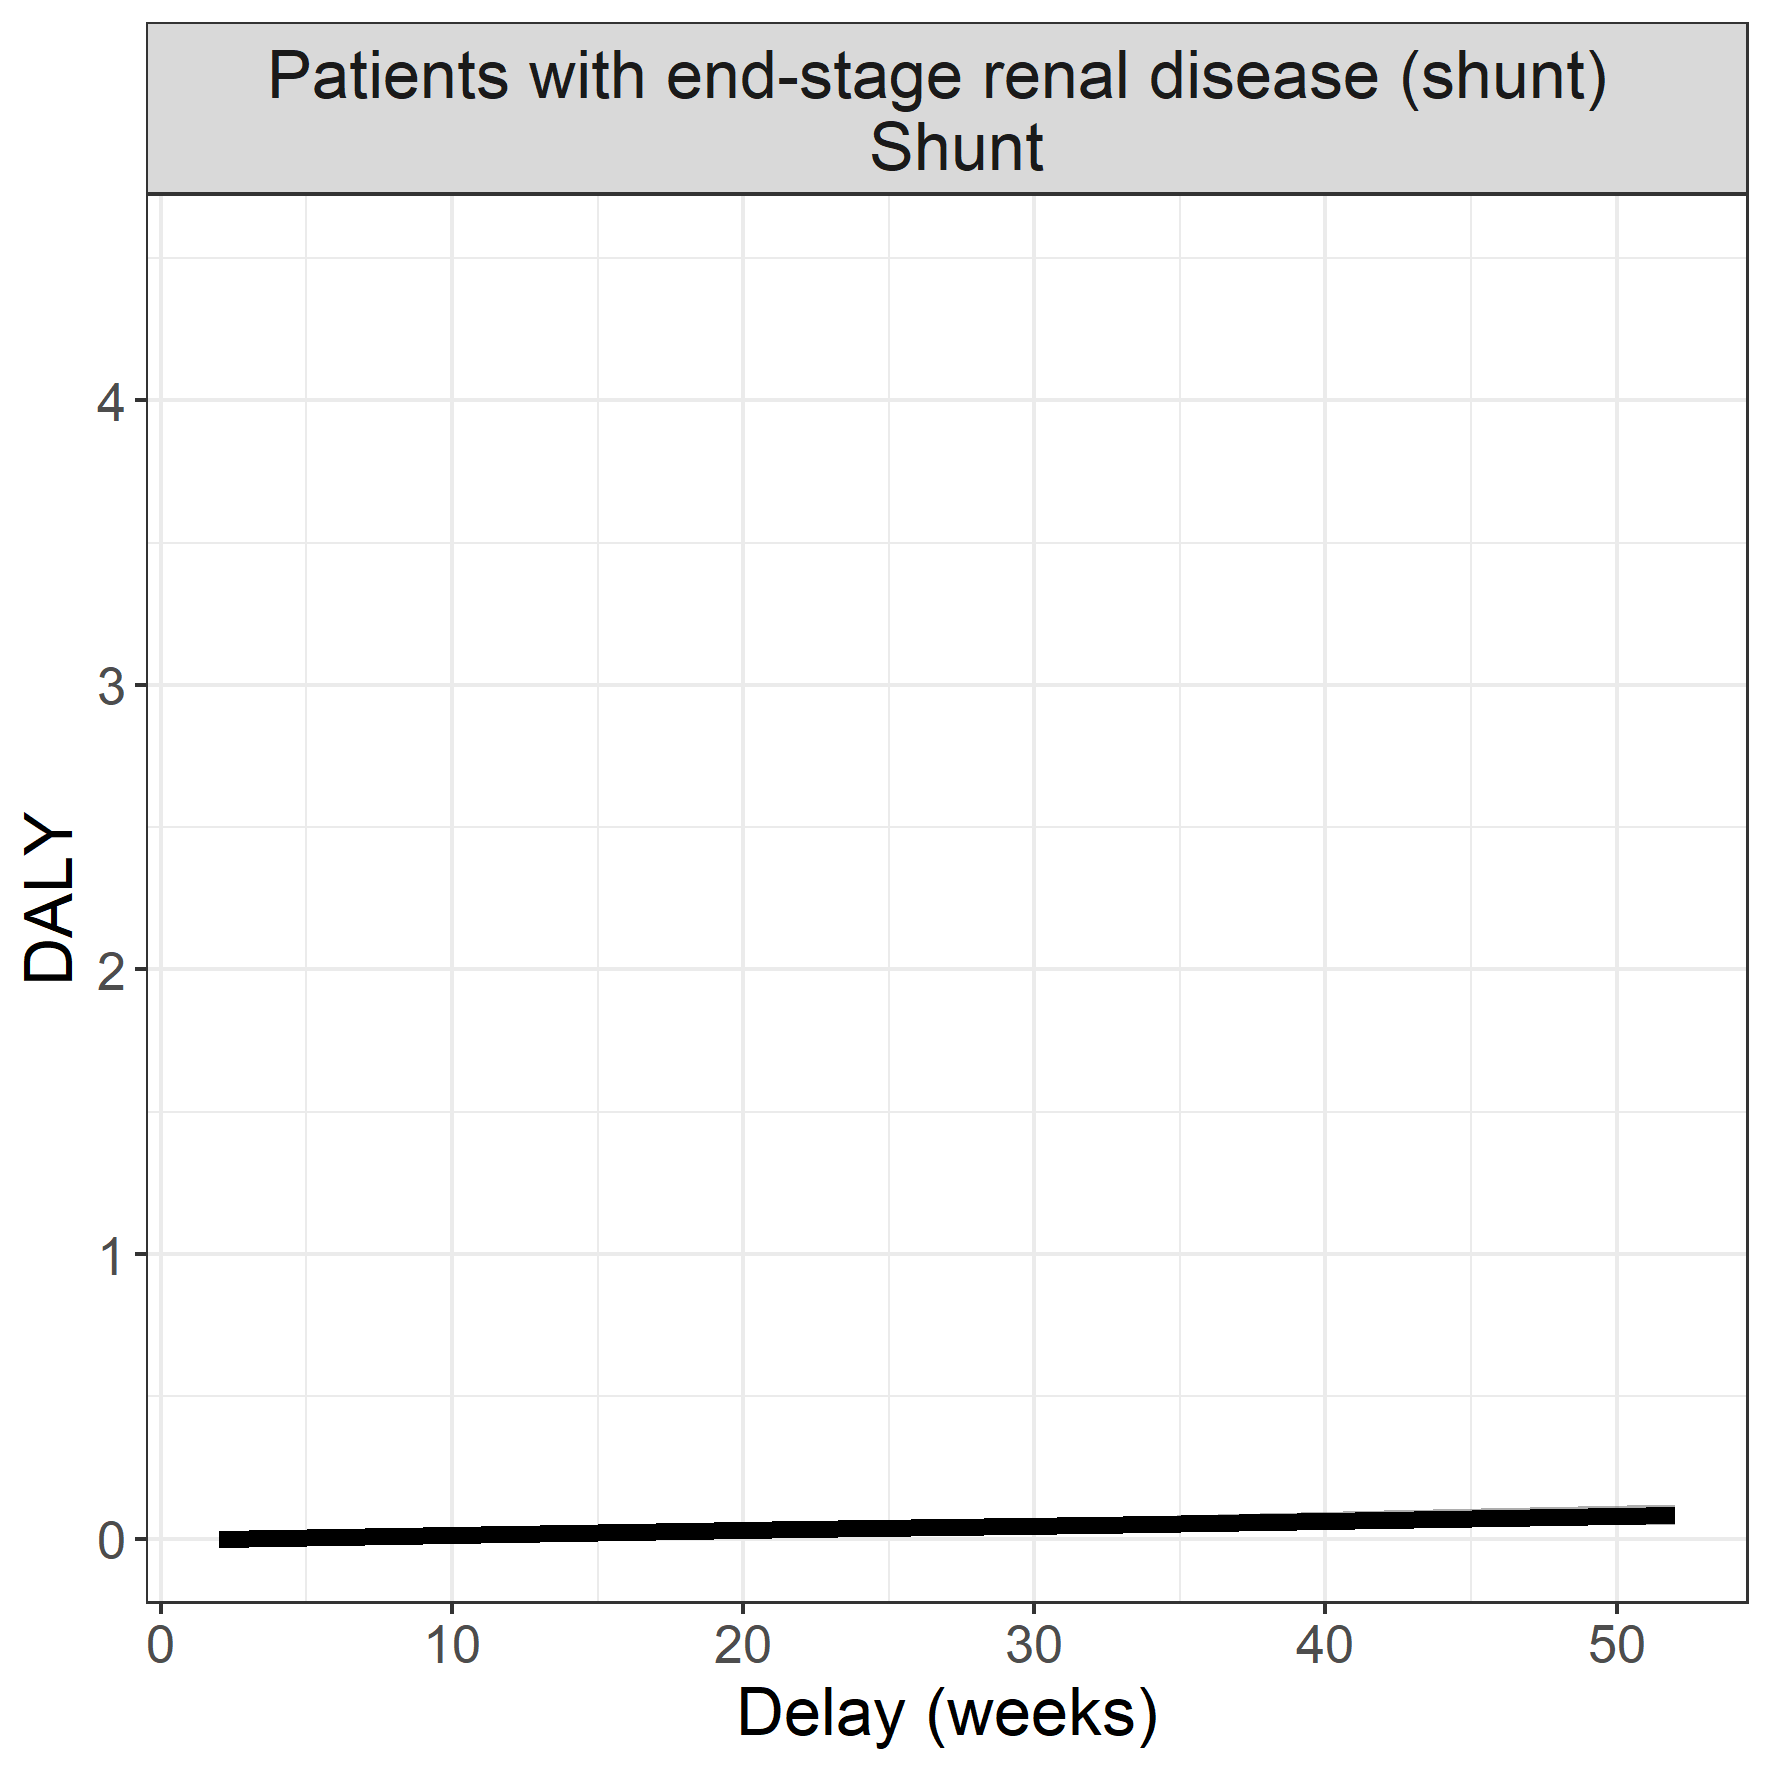 Patients with end-stage renal disease (shunt)
Shunt
4
3
2
1
0
DALY
0 10 20 30 40 50
Delay (weeks)